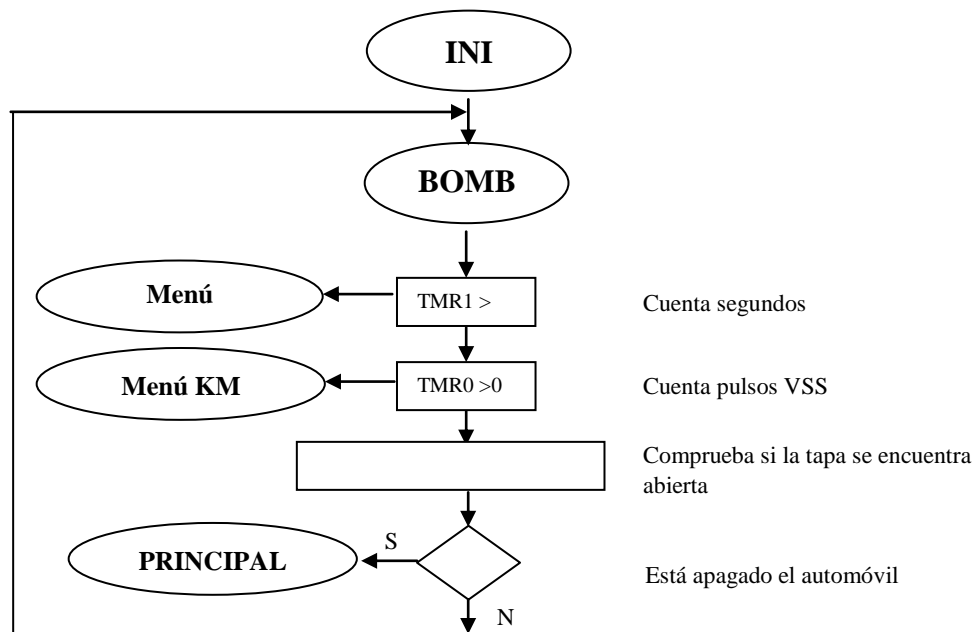 INI
BOMB
Menú
TMR1 >
Cuenta segundos
Menú KM
TMR0 >0
Cuenta pulsos VSS
Comprueba si la tapa se encuentra
abierta
PRINCIPAL
S
Está apagado el automóvil
N